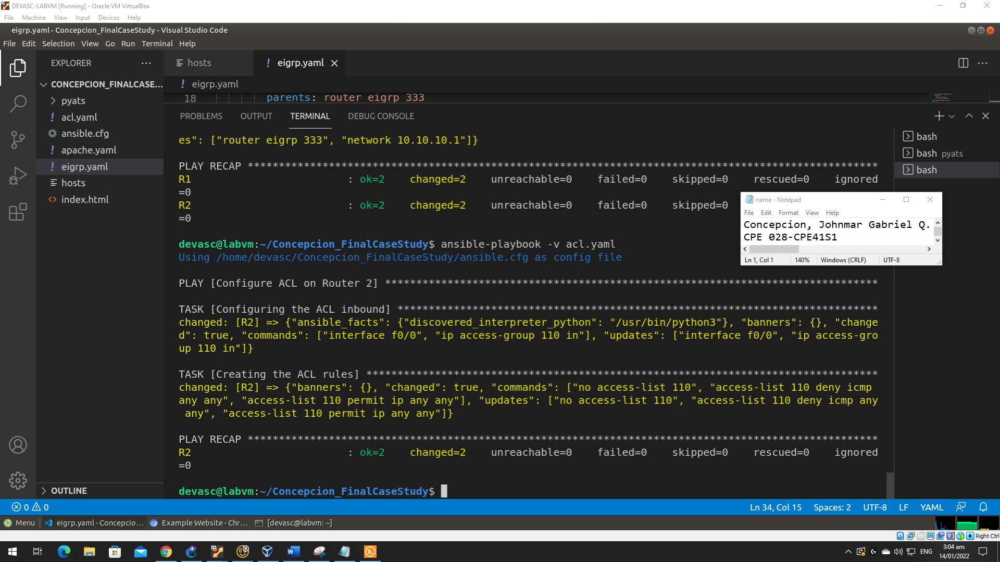 DEVASC-LABVM [Running] - Oracle VM VirtualBox
File Machine View Input Devices Help
eigrp.yaml - Concepcion_FinalCaseStudy - Visual Studio Code
File Edit Selection View Go Run Terminal Help
EXPLORER
hosts
! eigrp.yaml
CONCEPCION_FINALCASE...
! eigrp.yaml
pyats
! acl.yaml
ansible.cfg
! apache.yaml
! eigrp.yaml
hosts
index.html
OUTLINE
18 parents: router eigrp 333
PROBLEMS OUTPUT TERMINAL DEBUG CONSOLE
es": ["router eigrp 333", "network 10.10.10.1"]}
PLAY RECAP *****************************************************************************************************
R1 : ok=2 changed=2 unreachable=0 failed=0 skipped=0 rescued=0 ignored
=0
R2 : ok=2 changed=2 unreachable=0 failed=0 skipped=0
=0
devasc@labvm:~/Concepcion_FinalCaseStudy$ ansible-playbook -v acl.yaml
Using /home/devasc/Concepcion_FinalCaseStudy/ansible.cfg as config file
PLAY [Configure ACL on Router 2] *******************************************************************************
TASK [Configuring the ACL inbound] *****************************************************************************
changed: [R2] => {"ansible_facts": {"discovered_interpreter_python": "/usr/bin/python3"}, "banners": {}, "change
d": true, "commands": ["interface f0/0", "ip access-group 110 in"], "updates": ["interface f0/0", "ip access-gro
up 110 in"]}
TASK [Creating the ACL rules] **********************************************************************************
changed: [R2] => {"banners": {}, "changed": true, "commands": ["no access-list 110", "access-list 110 deny icmp
any any", "access-list 110 permit ip any any"], "updates": ["no access-list 110", "access-list 110 deny icmp any
any", "access-list 110 permit ip any any"]}
PLAY RECAP *****************************************************************************************************
R2 : ok=2 changed=2 unreachable=0 failed=0 skipped=0 rescued=0 ignored
=0
devasc@labvm:~/Concepcion_FinalCaseStudy$
bash
bash pyats
bash
name - Notepad
File Edit Format View Help
Concepcion, Johnmar Gabriel Q.
CPE 028-CPE41S1
Ln 1, Col 1 140% Windows (CRLF) UTF-8
0 0 Ln 34, Col 15 Spaces: 2 UTF-8 LF YAML
Menu eigrp.yaml - Concepcio... Example Website - Chr... [devasc@labvm: ~]
Right Ctrl
ENG
3:04 am
14/01/2022